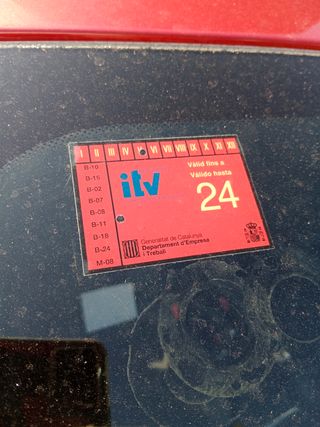 I II III IV VI VII VIII IX X XI XII
B-10
B-15
B-02
B-07
B-08
B-11
B-18
B-24
M-08
itv
Vàlid fins a
Válido hasta
24
Generalitat de Catalunya
Departament d'Empresa
i Treball